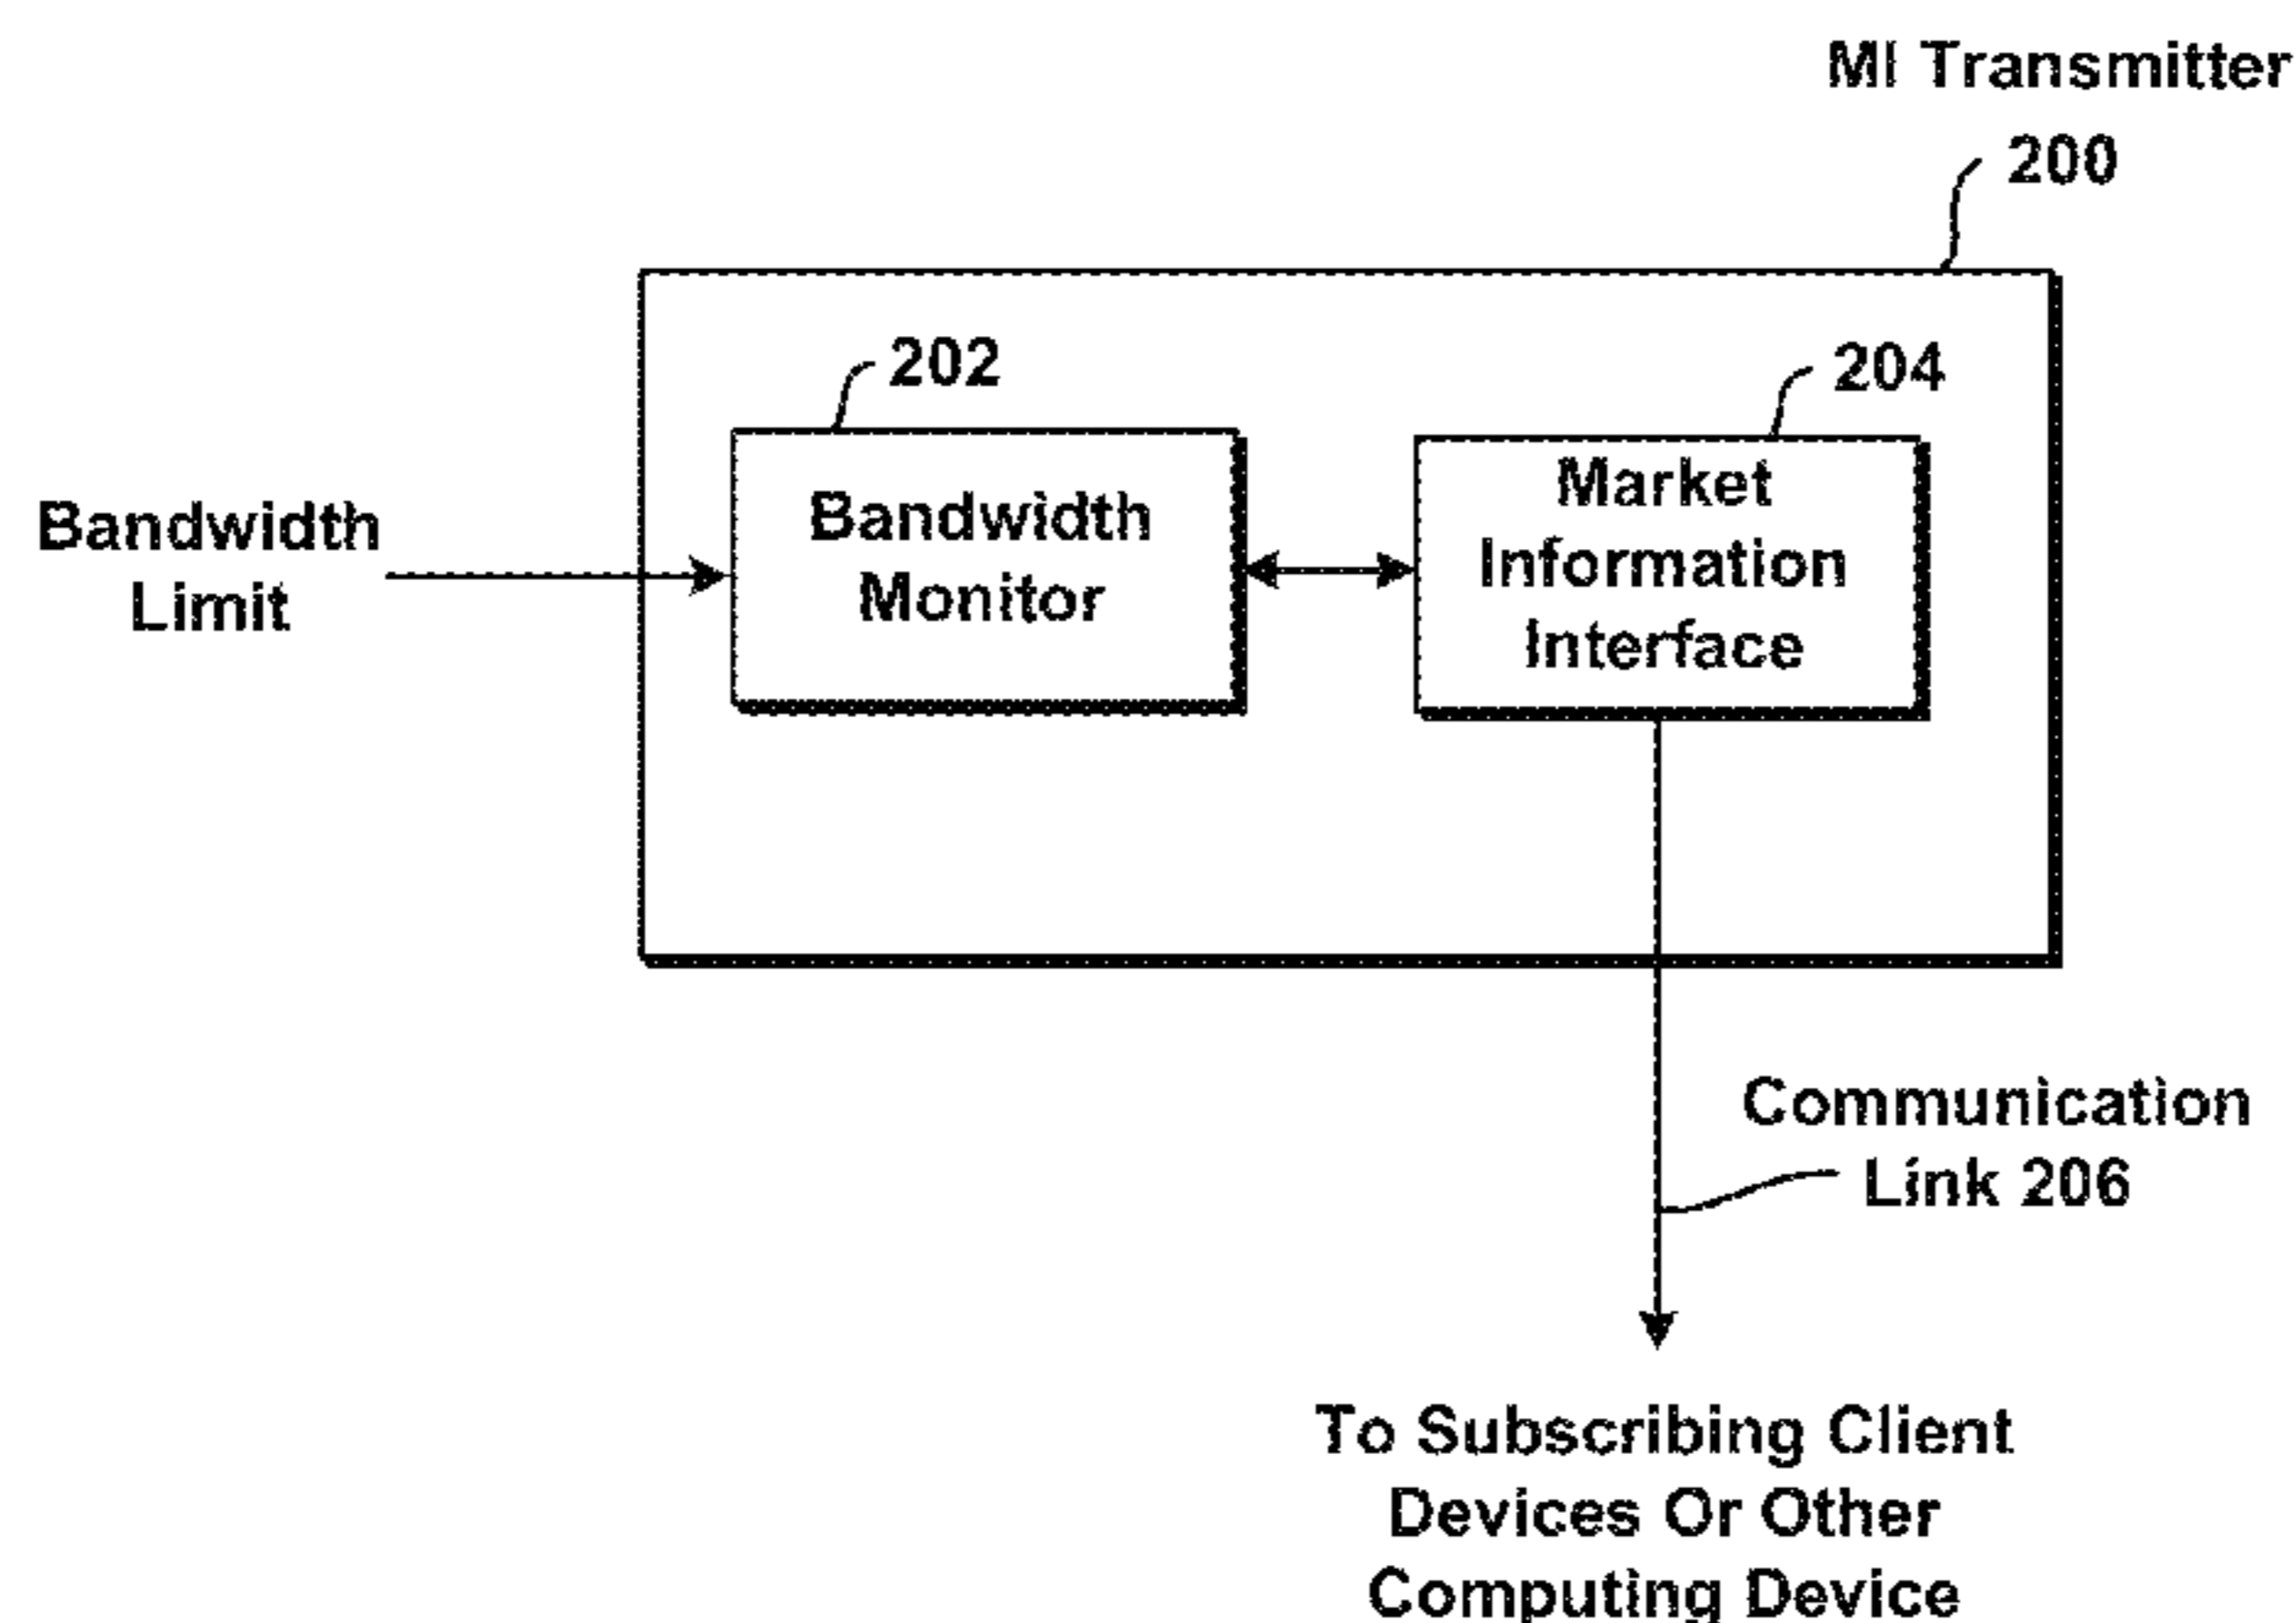 MI Transmitter
200
202
204
Bandwidth
Limit
Bandwidth
Monitor
Market
Information
Interface
Communication
Link 206
To Subscribing Client
Devices Or Other
Computing Device